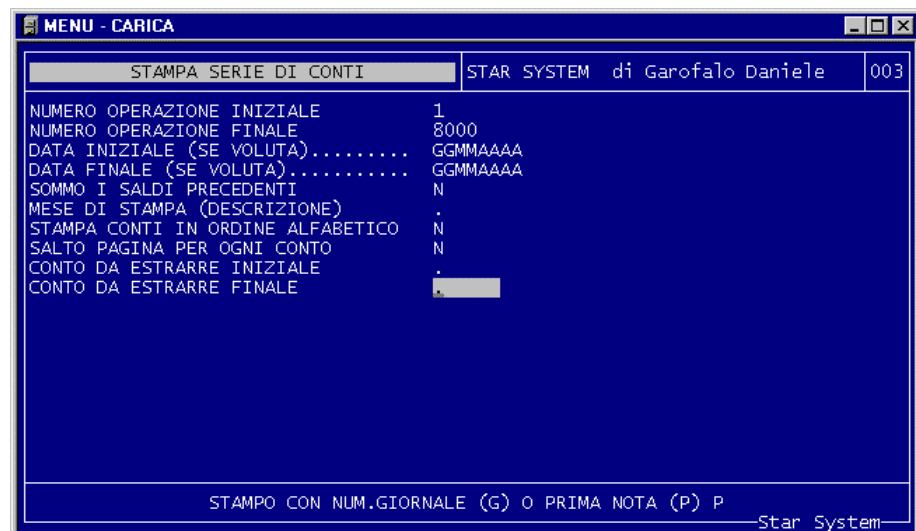 MENU - CARICA
STAMPA SERIE DI CONTI STAR SYSTEM di Garofalo Daniele 003
NUMERO OPERAZIONE INIZIALE 1
NUMERO OPERAZIONE FINALE 8000
DATA INIZIALE (SE VOLUTA)......... GGMMAAAA
DATA FINALE (SE VOLUTA)........... GGMMAAAA
SOMMO I SALDI PRECEDENTI N
MESE DI STAMPA (DESCRIZIONE) .
STAMPA CONTI IN ORDINE ALFABETICO N
SALTO PAGINA PER OGNI CONTO N
CONTO DA ESTRARRE INIZIALE .
CONTO DA ESTRARRE FINALE .
STAMPO CON NUM.GIORNALE (G) O PRIMA NOTA (P) P
Star System